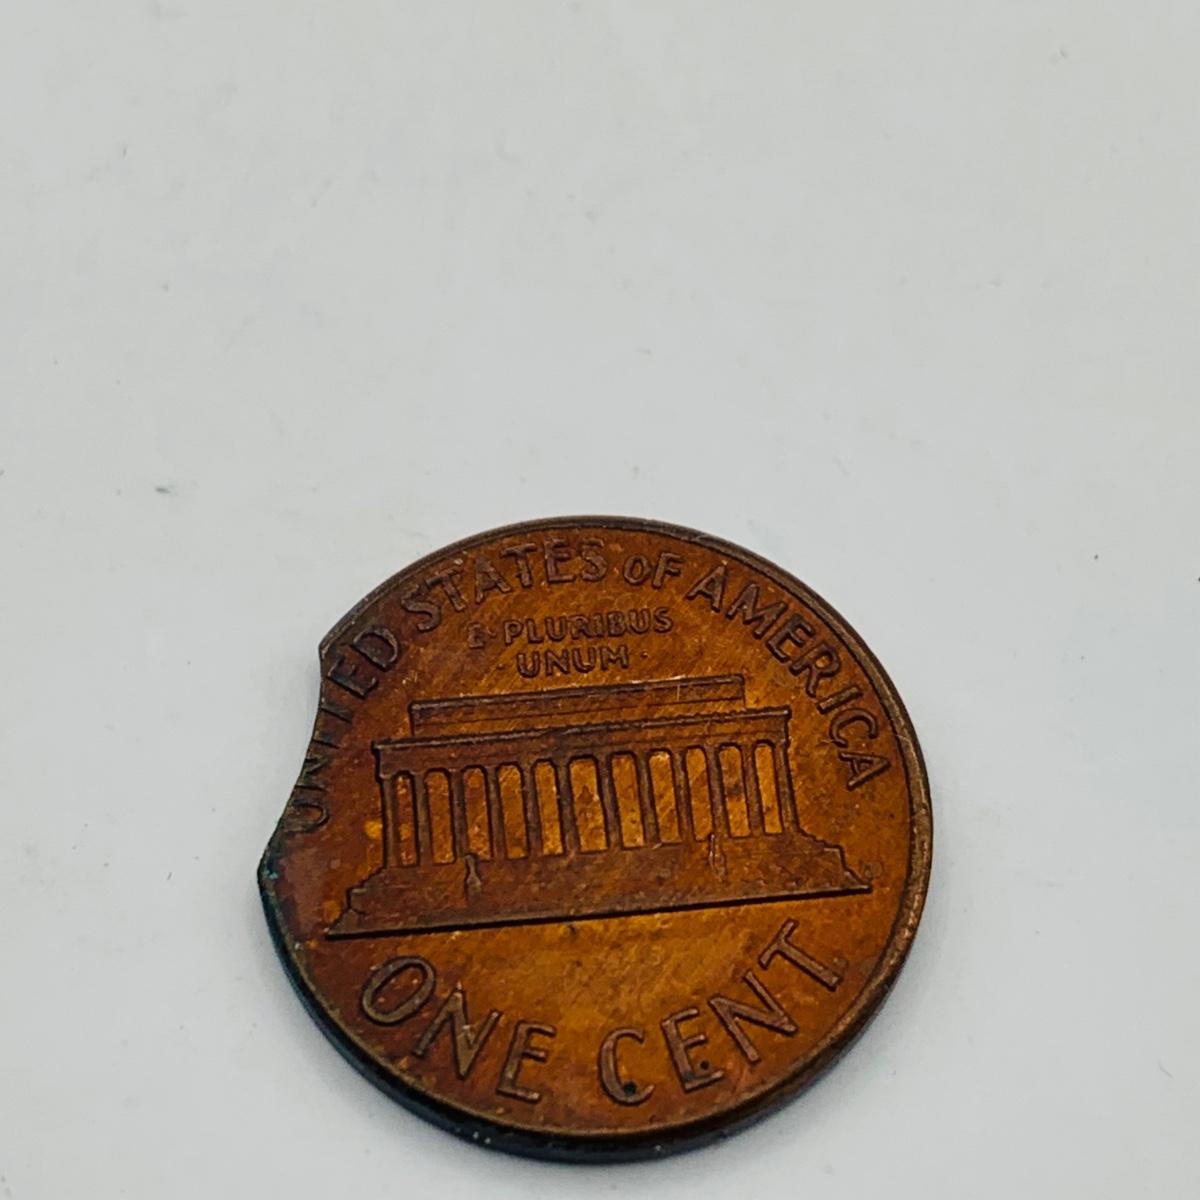 UNITED STATES OF AMERICA
E·PLURIBUS
·UNUM·
ONE CENT